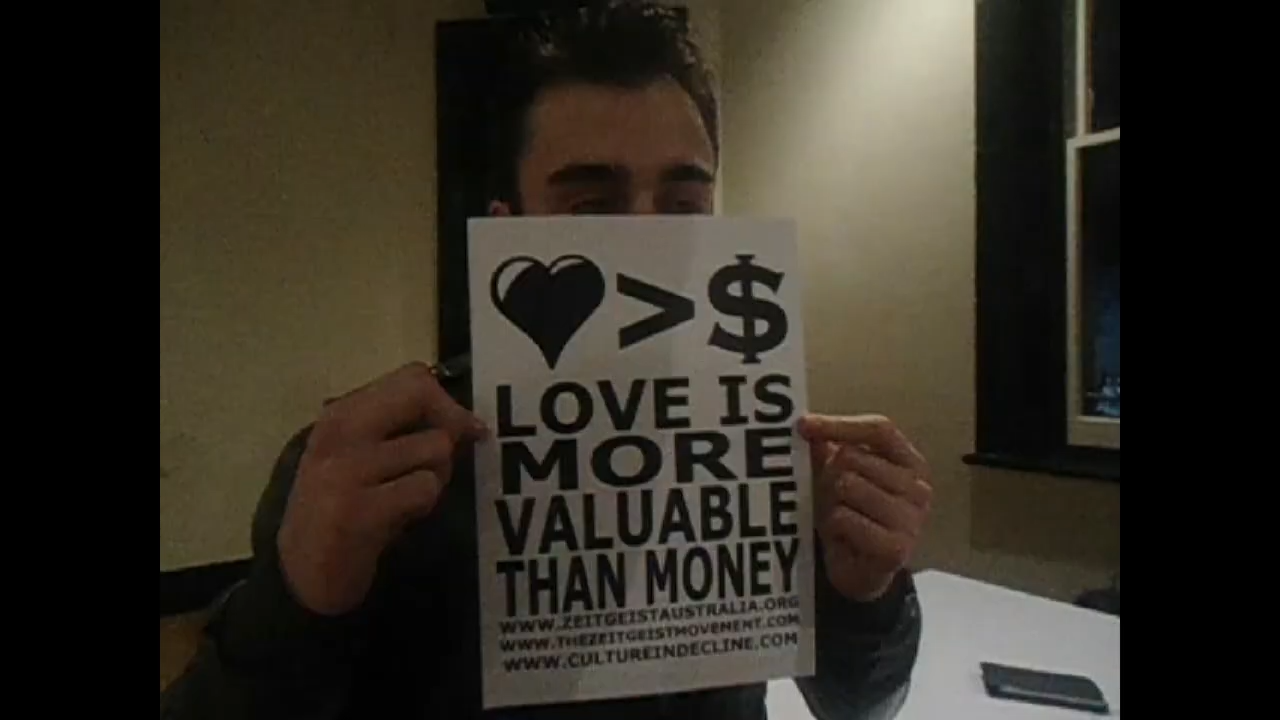 ♥>$
LOVE IS
MORE
VALUABLE
THAN MONEY
WWW.ZEITGEISTAUSTRALIA.ORG
WWW.THEZEITGEISTMOVEMENT.COM
WWW.CULTUREINDECLINE.COM